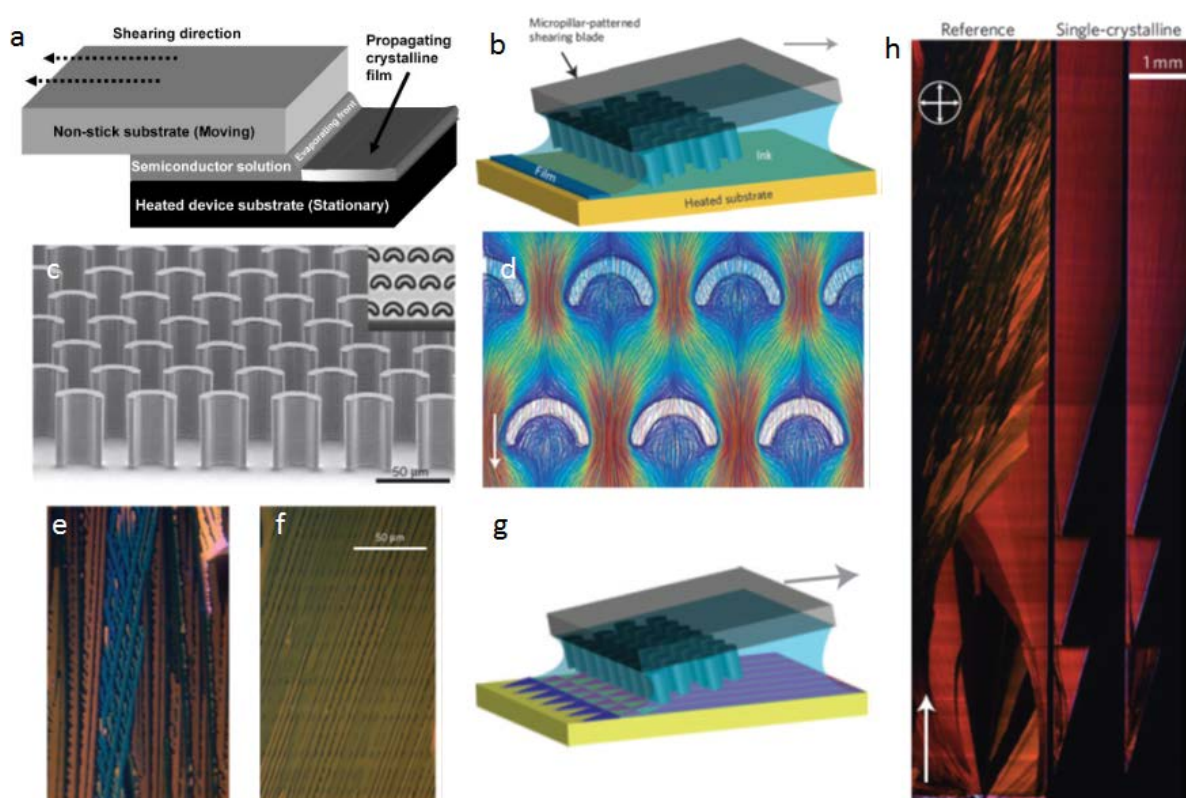 a
Shearing direction
Propagating
crystalline
film
Non-stick substrate (Moving)
Evaporating front
Semiconductor solution
Heated device substrate (Stationary)
b
Micropillar-patterned
shearing blade
Ink
Film
Heated substrate
c
50 μm
d
e
f
50 μm
g
h
Reference
Single-crystalline
1 mm